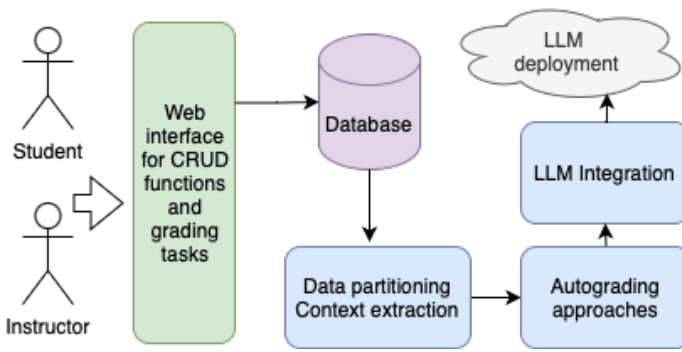 Student
Instructor
Web
interface
for CRUD
functions
and
grading
tasks
Database
Data partitioning
Context extraction
Autograding
approaches
LLM Integration
LLM
deployment